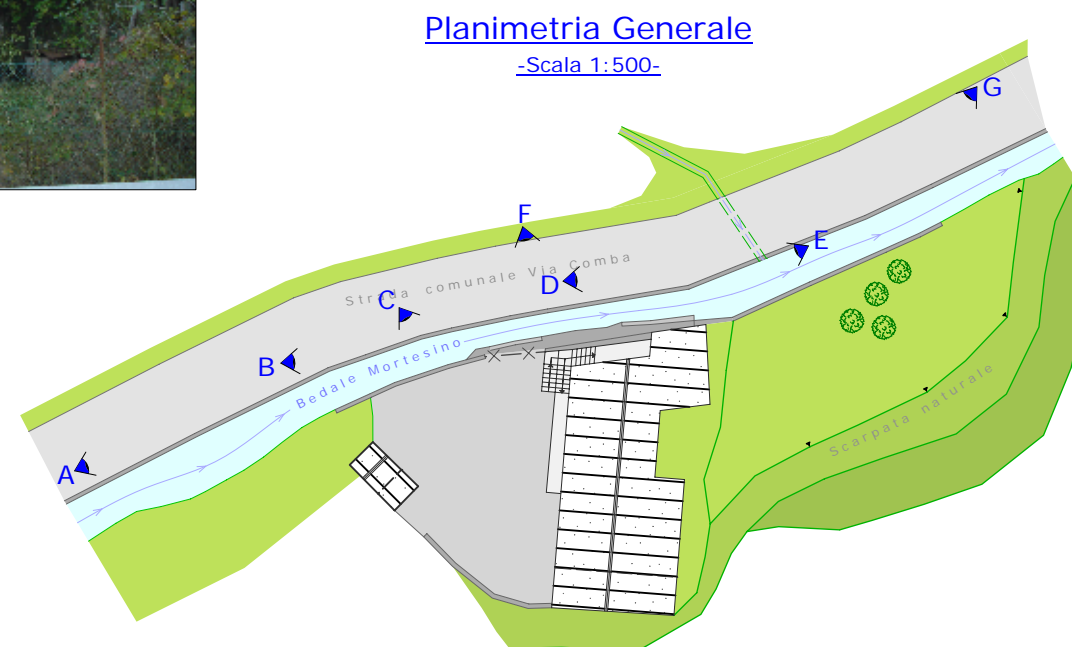 Planimetria Generale
-Scala 1:500-
G
F
E
Strada comunale Via Comba
D
C
B
Bedale Mortesino
A
Scarpata naturale